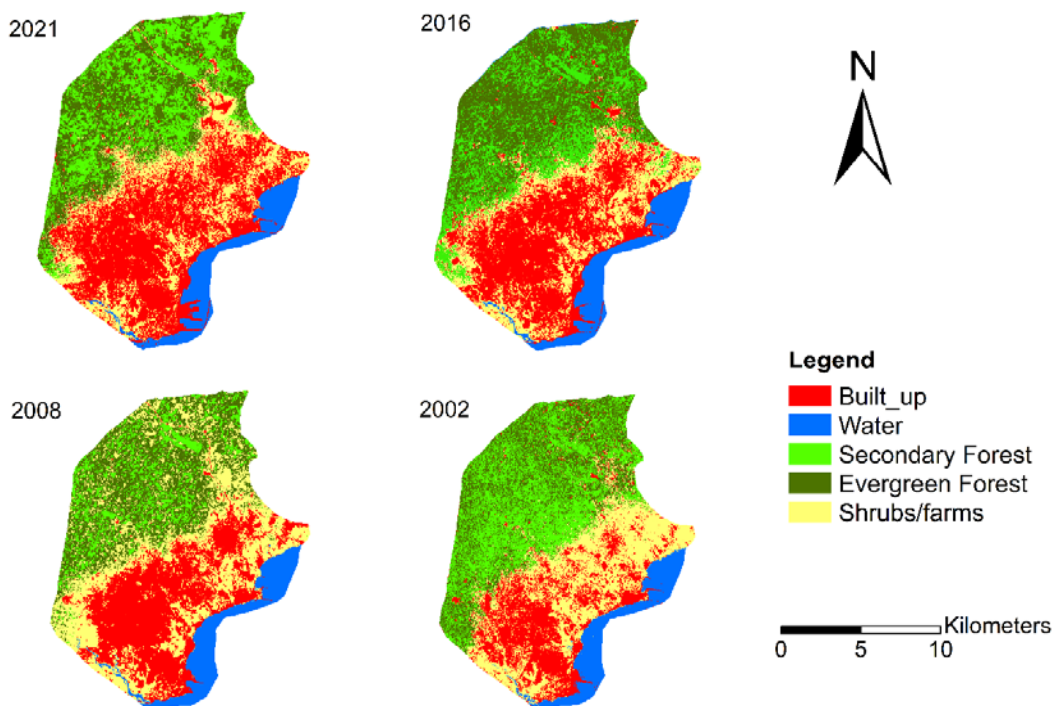 2021
2016
N
2008
2002
Legend
Built_up
Water
Secondary Forest
Evergreen Forest
Shrubs/farms
Kilometers
0 5 10